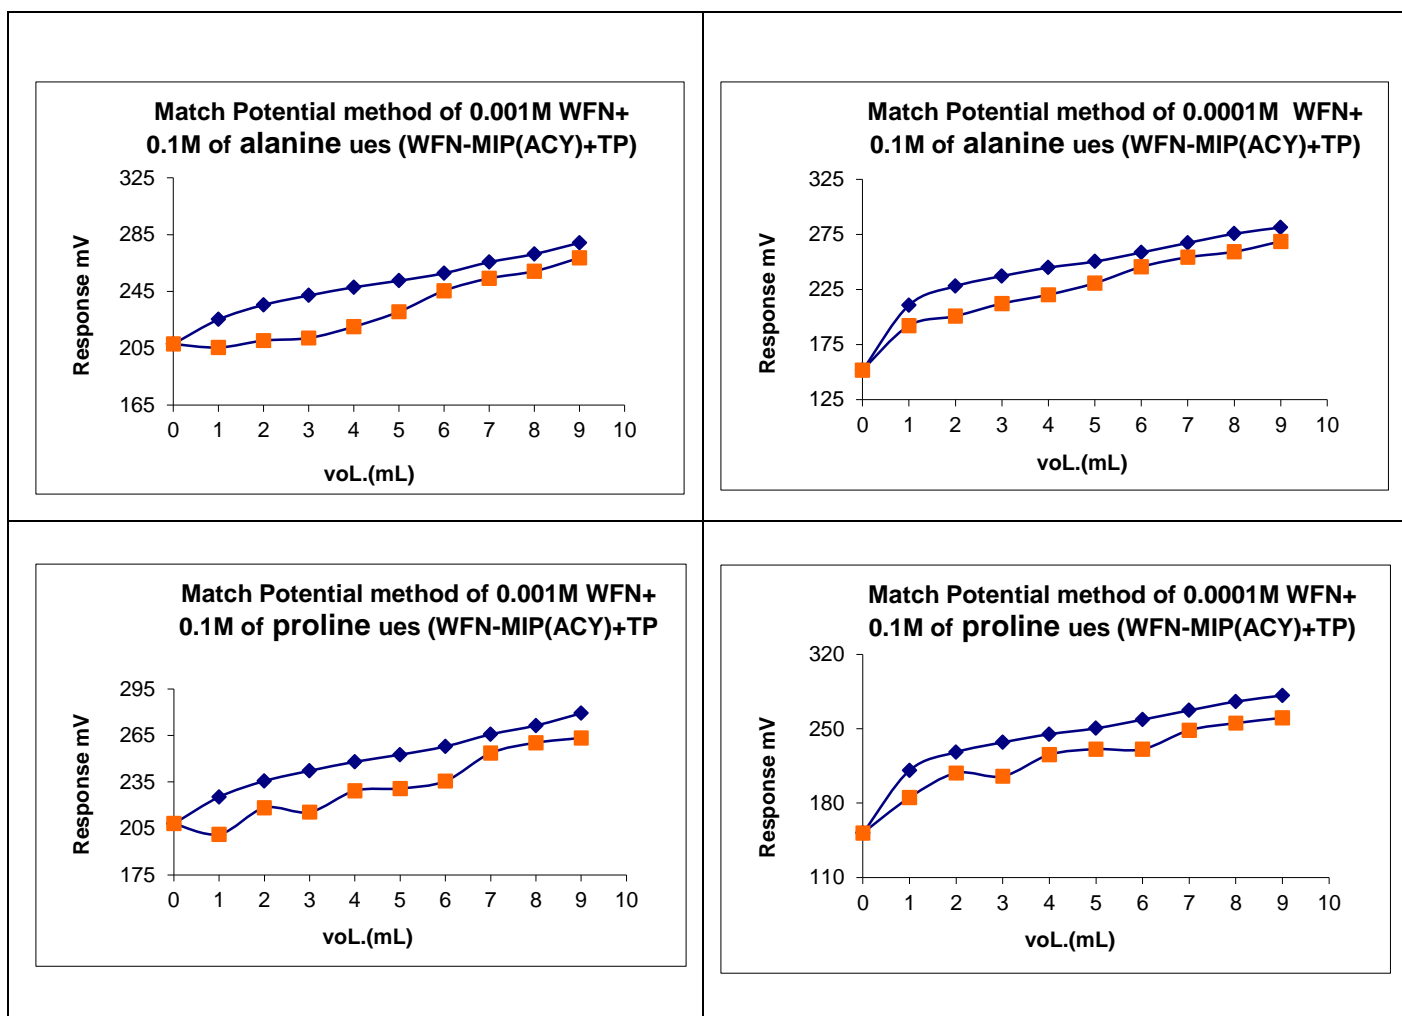 Match Potential method of 0.001M WFN+
0.1M of alanine ues (WFN-MIP(ACY)+TP)
325
285
245
205
165
Response mV
0 1 2 3 4 5 6 7 8 9 10
voL.(mL)
Match Potential method of 0.0001M WFN+
0.1M of alanine ues (WFN-MIP(ACY)+TP)
325
275
225
175
125
Response mV
0 1 2 3 4 5 6 7 8 9 10
voL.(mL)
Match Potential method of 0.001M WFN+
0.1M of proline ues (WFN-MIP(ACY)+TP
295
265
235
205
175
Response mV
0 1 2 3 4 5 6 7 8 9 10
voL.(mL)
Match Potential method of 0.0001M WFN+
0.1M of proline ues (WFN-MIP(ACY)+TP)
320
250
180
110
Response mV
0 1 2 3 4 5 6 7 8 9 10
voL.(mL)